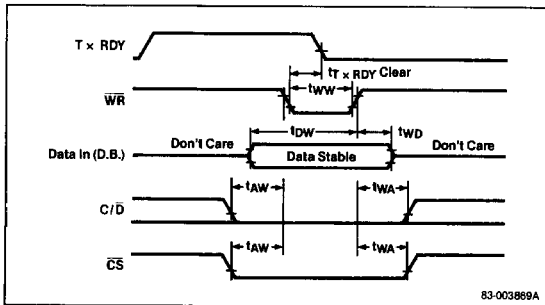 T × RDY
tT × RDY Clear
tWW
WR
tDW
tWD
Don't Care
Don't Care
Data In (D.B.)
Data Stable
tAW
tWA
C/D
tAW
tWA
CS
83-003869A